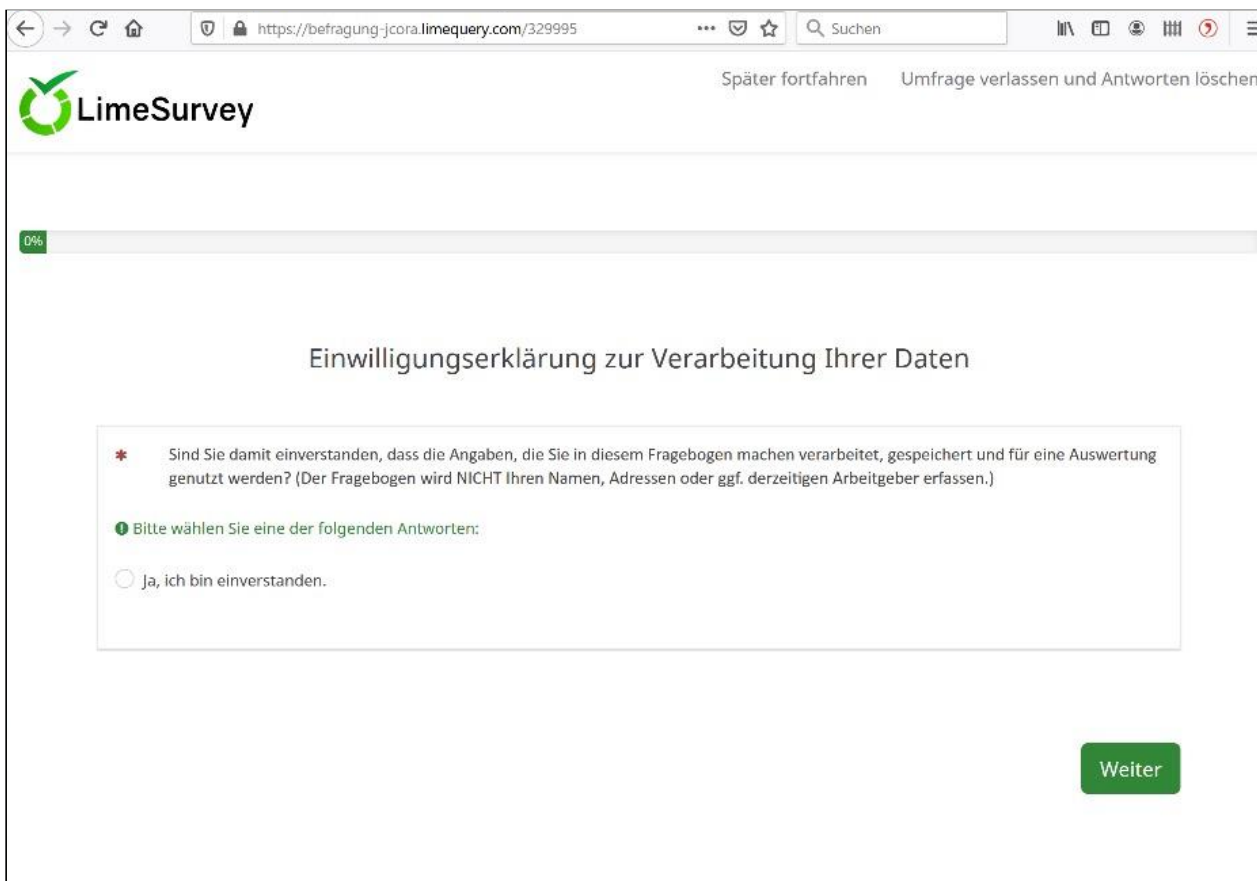 https://befragung-jcora.limequery.com/329995
Suchen
Später fortfahren
Umfrage verlassen und Antworten löschen
LimeSurvey
0%
Einwilligungserklärung zur Verarbeitung Ihrer Daten
* Sind Sie damit einverstanden, dass die Angaben, die Sie in diesem Fragebogen machen verarbeitet, gespeichert und für eine Auswertung
genutzt werden? (Der Fragebogen wird NICHT Ihren Namen, Adressen oder ggf. derzeitigen Arbeitgeber erfassen.)
Bitte wählen Sie eine der folgenden Antworten:
Ja, ich bin einverstanden.
Weiter